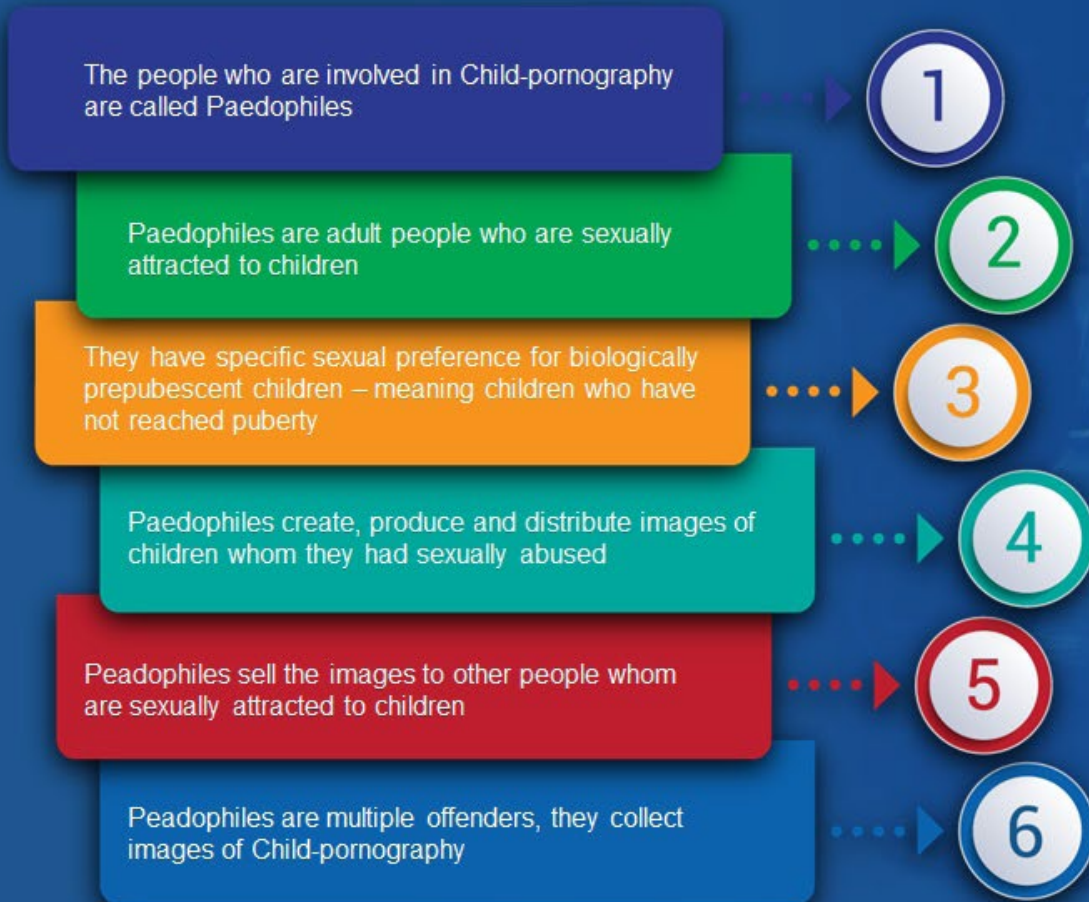 The people who are involved in Child-pornography
are called Paedophiles
1
Paedophiles are adult people who are sexually
attracted to children
2
They have specific sexual preference for biologically
prepubescent children – meaning children who have
not reached puberty
3
Paedophiles create, produce and distribute images of
children whom they had sexually abused
4
Peadophiles sell the images to other people whom
are sexually attracted to children
5
Peadophiles are multiple offenders, they collect
images of Child-pornography
6